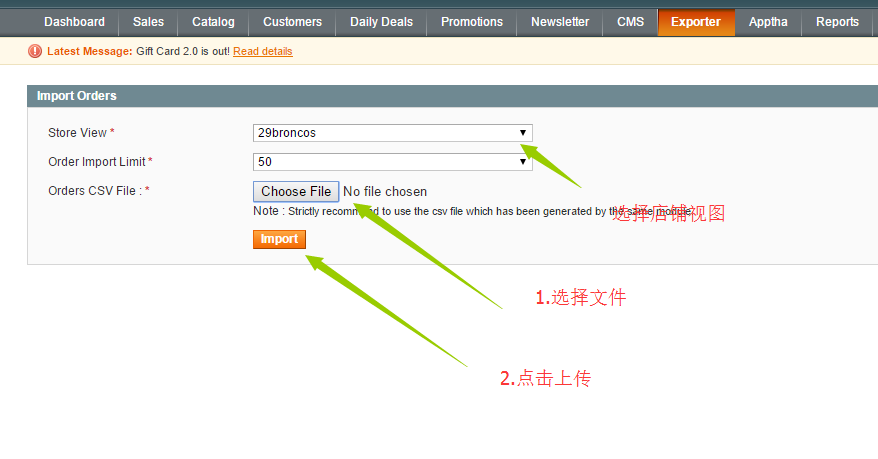 Dashboard Sales Catalog Customers Daily Deals Promotions Newsletter CMS Exporter Apptha Reports
Latest Message: Gift Card 2.0 is out! Read details
Import Orders
Store View * 29broncos
Order Import Limit * 50
Orders CSV File : * Choose File No file chosen
Note : Strictly recommend to use the csv file which has been generated by the same module.
选择店铺视图
Import
1.选择文件
2.点击上传